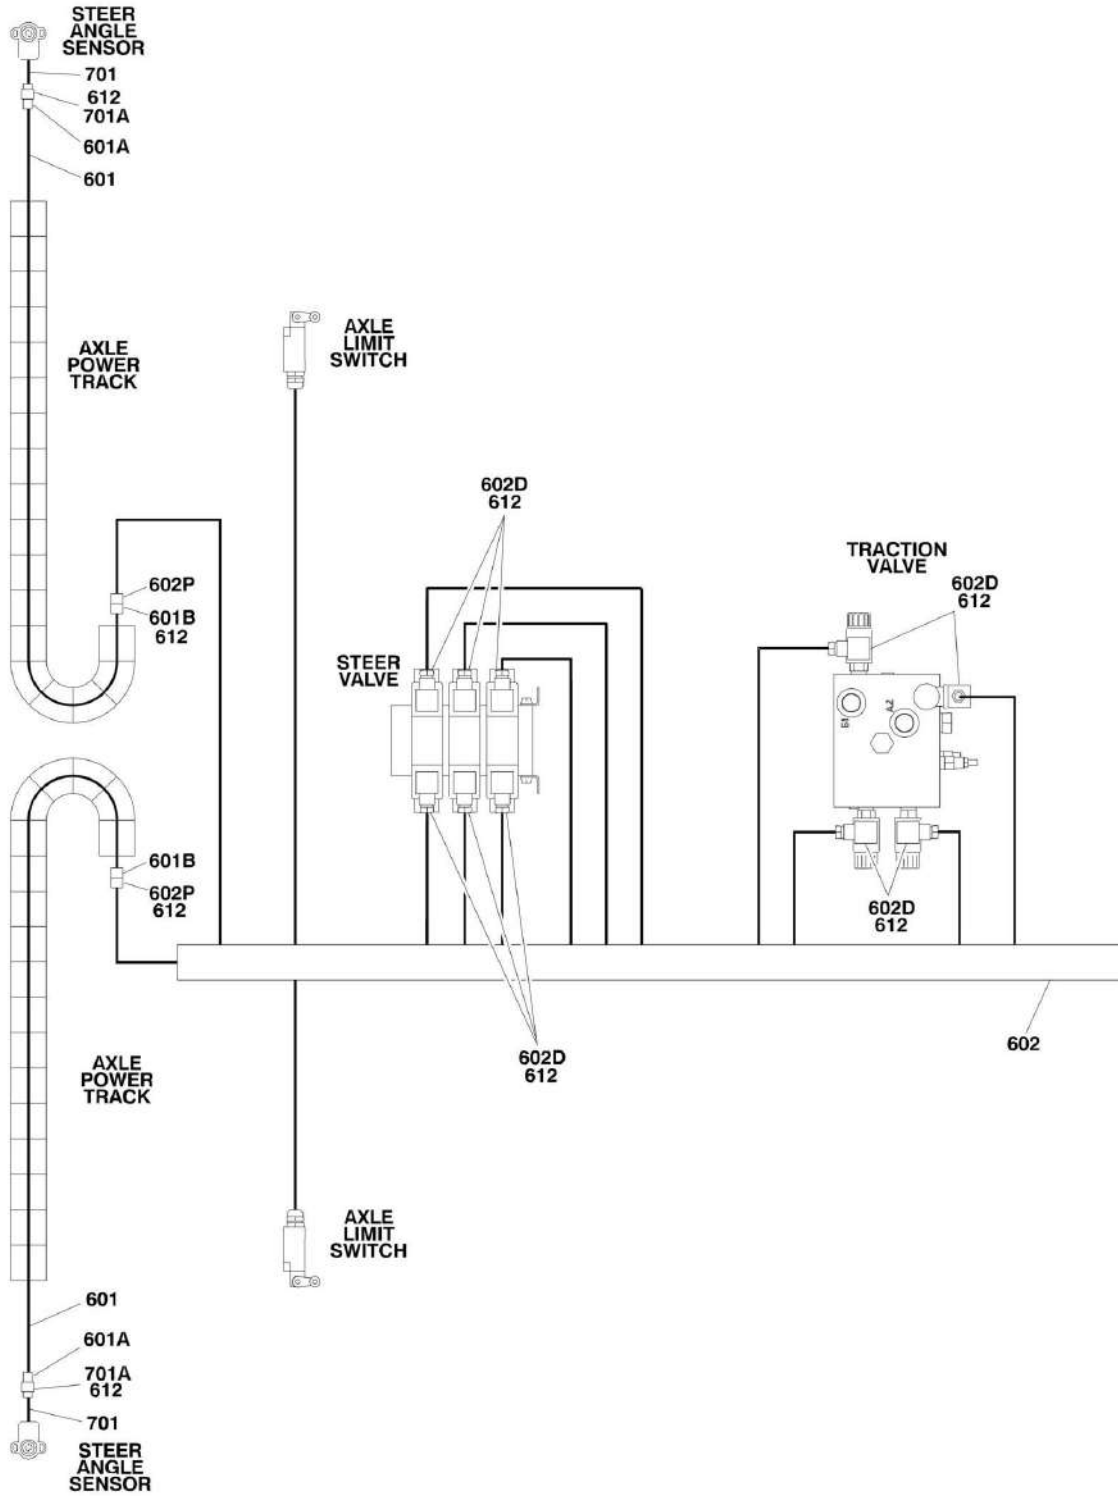 STEER
ANGLE
SENSOR
701
612
701A
601A
601
AXLE
POWER
TRACK
AXLE
LIMIT
SWITCH
602D
612
TRACTION
VALVE
602D
612
602P
601B
612
STEER
VALVE
A2
601B
602P
612
602D
612
602
602D
612
AXLE
POWER
TRACK
AXLE
LIMIT
SWITCH
601
601A
701A
612
701
STEER
ANGLE
SENSOR